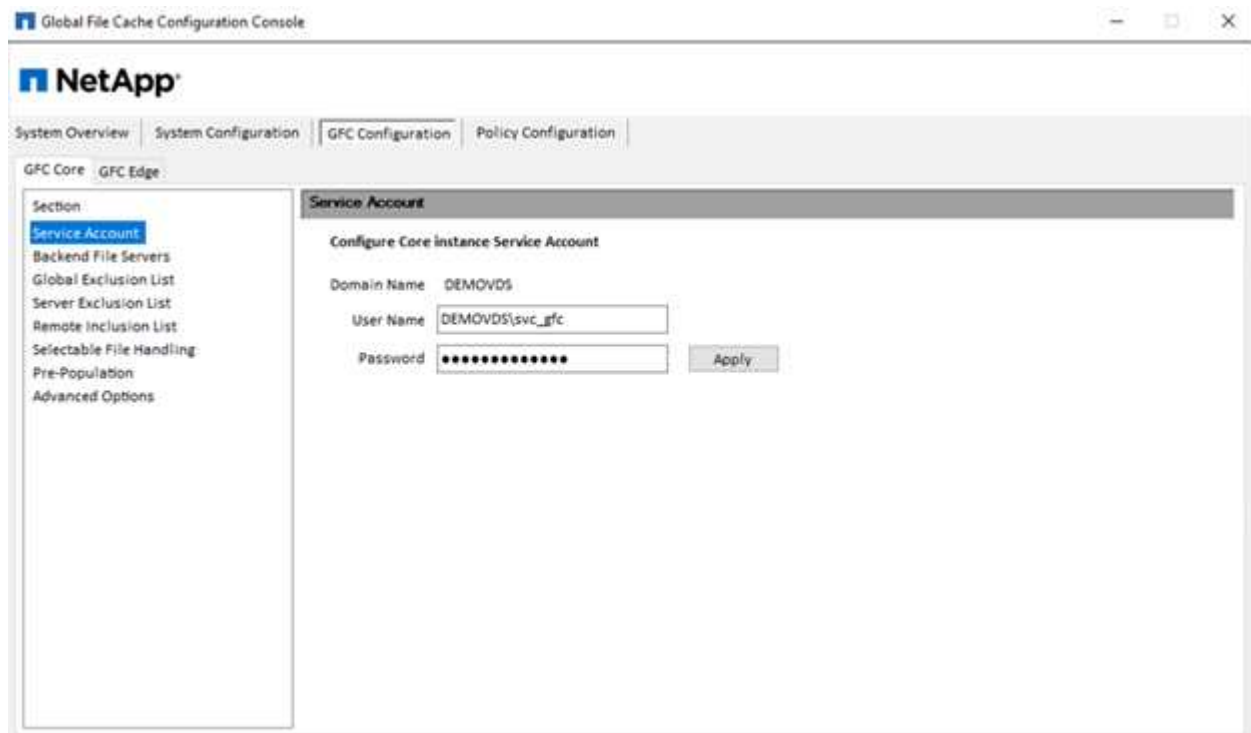 Global File Cache Configuration Console
NetApp
System Overview System Configuration GFC Configuration Policy Configuration
GFC Core GFC Edge
Section
Service Account
Backend File Servers
Global Exclusion List
Server Exclusion List
Remote Inclusion List
Selectable File Handling
Pre-Population
Advanced Options
Service Account
Configure Core instance Service Account
Domain Name DEMOVDS
User Name DEMOVDS\svc_gfc
Password ●●●●●●●●●●●●● Apply